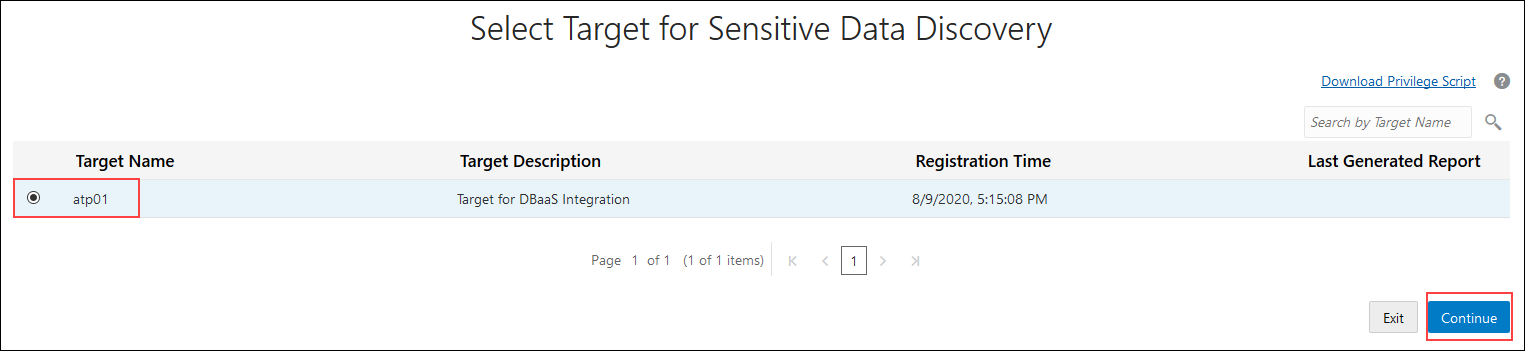 Select Target for Sensitive Data Discovery
Download Privilege Script ?
Search by Target Name
Target Name Target Description Registration Time Last Generated Report
atp01 Target for DBaaS Integration 8/9/2020, 5:15:08 PM
Page 1 of 1 (1 of 1 items) 1
Exit Continue